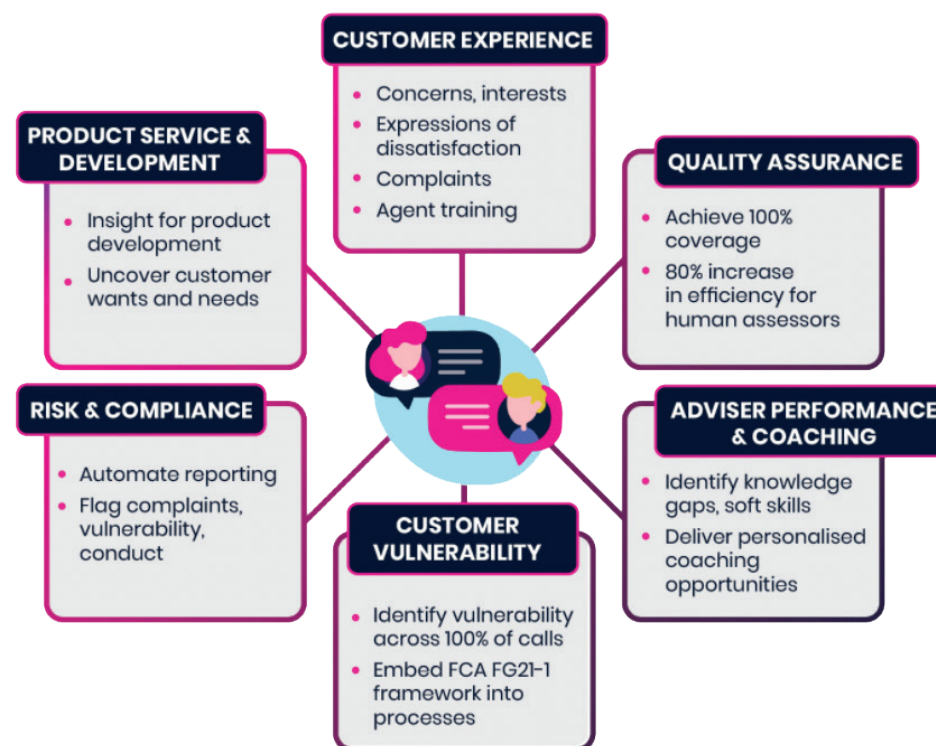 CUSTOMER EXPERIENCE
• Concerns, interests
• Expressions of
dissatisfaction
• Complaints
• Agent training
PRODUCT SERVICE &
DEVELOPMENT
• Insight for product
development
• Uncover customer
wants and needs
QUALITY ASSURANCE
• Achieve 100%
coverage
• 80% increase
in efficiency for
human assessors
RISK & COMPLIANCE
• Automate reporting
• Flag complaints,
vulnerability,
conduct
ADVISER PERFORMANCE
& COACHING
• Identify knowledge
gaps, soft skills
• Deliver personalised
coaching
opportunities
CUSTOMER
VULNERABILITY
• Identify vulnerability
across 100% of calls
• Embed FCA FG21-1
framework into
processes